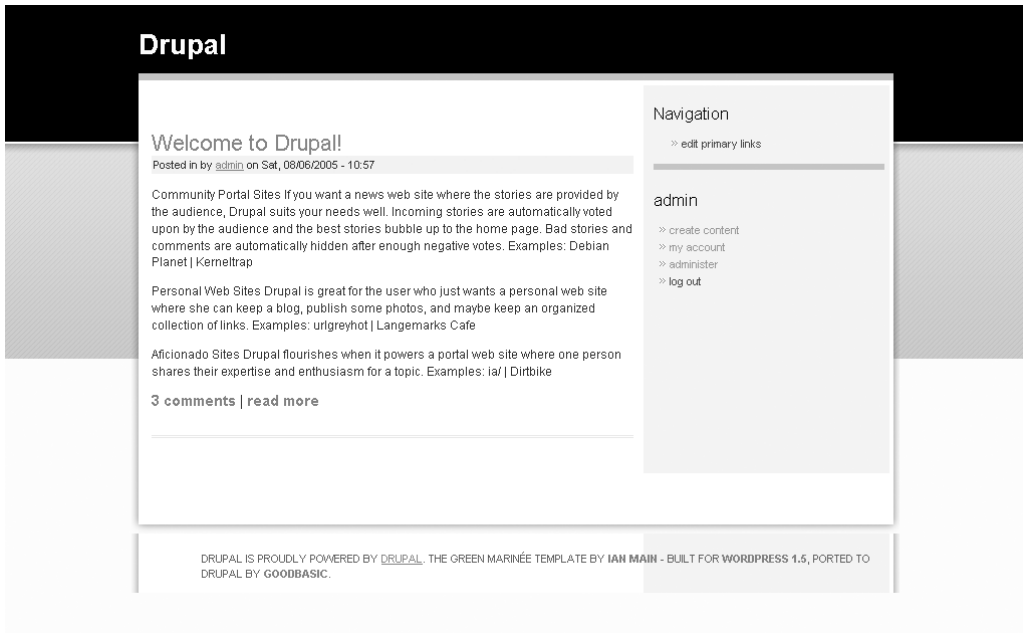 Drupal
Welcome to Drupal!
Posted in by admin on Sat, 08/06/2005 - 10:57
Community Portal Sites If you want a news web site where the stories are provided by
the audience, Drupal suits your needs well. Incoming stories are automatically voted
upon by the audience and the best stories bubble up to the home page. Bad stories and
comments are automatically hidden after enough negative votes. Examples: Debian
Planet | Kerneltrap
Personal Web Sites Drupal is great for the user who just wants a personal web site
where she can keep a blog, publish some photos, and maybe keep an organized
collection of links. Examples: urlgreyhot | Langemarks Cafe
Aficionado Sites Drupal flourishes when it powers a portal web site where one person
shares their expertise and enthusiasm for a topic. Examples: ia/ | Dirtbike
3 comments | read more
Navigation
» edit primary links
admin
» create content
» my account
» administer
» log out
DRUPAL IS PROUDLY POWERED BY DRUPAL. THE GREEN MARINÉE TEMPLATE BY IAN MAIN - BUILT FOR WORDPRESS 1.5, PORTED TO
DRUPAL BY GOODBASIC.